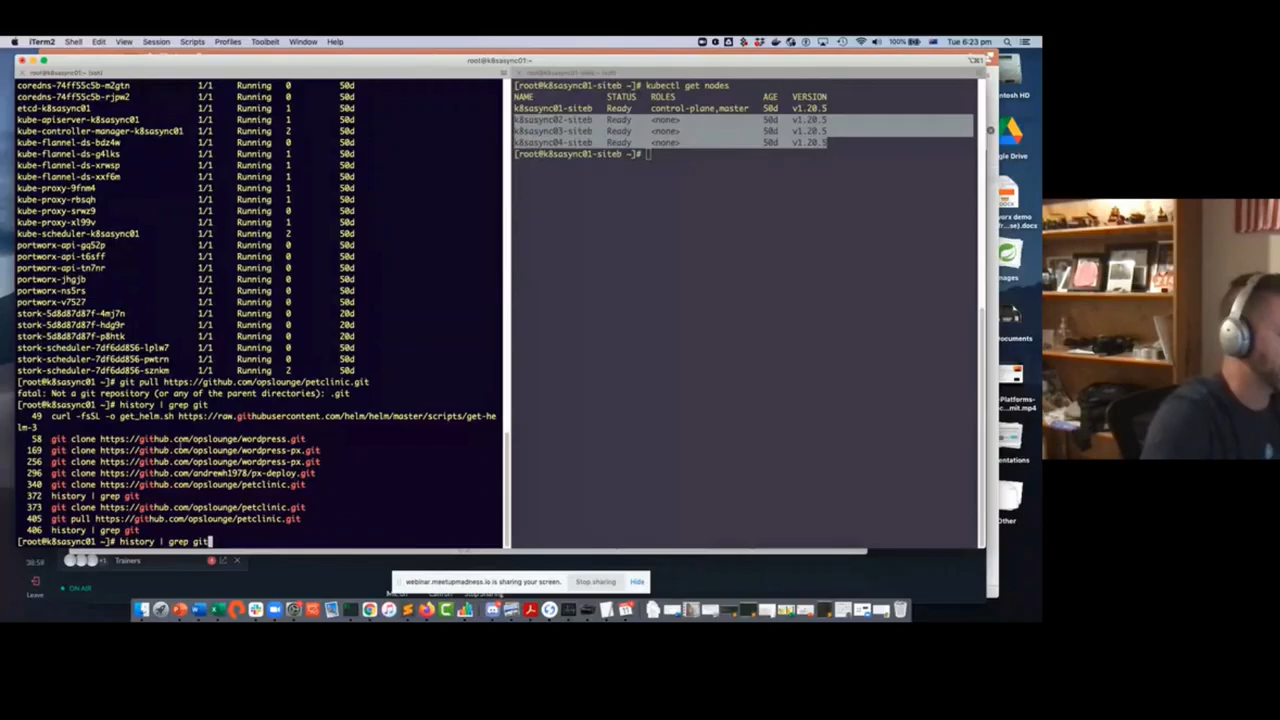 iTerm2 Shell Edit View Session Scripts Profiles Toolbelt Window Help 100% Tue 6:23 pm
root@k8sasync01:~
root@k8sasync01:~ (ssh)
coredns-74ff55c5b-m2gtn 1/1 Running 0 50d
coredns-74ff55c5b-rjpw2 1/1 Running 0 50d
etcd-k8sasync01 1/1 Running 1 50d
kube-apiserver-k8sasync01 1/1 Running 1 50d
kube-controller-manager-k8sasync01 1/1 Running 2 50d
kube-flannel-ds-bdz4w 1/1 Running 0 50d
kube-flannel-ds-g4lks 1/1 Running 1 50d
kube-flannel-ds-xrwsp 1/1 Running 1 50d
kube-flannel-ds-xxf6m 1/1 Running 1 50d
kube-proxy-9fnm4 1/1 Running 1 50d
kube-proxy-rbsqh 1/1 Running 1 50d
kube-proxy-srwz9 1/1 Running 0 50d
kube-proxy-xl99v 1/1 Running 1 50d
kube-scheduler-k8sasync01 1/1 Running 2 50d
portworx-api-gq52p 1/1 Running 0 50d
portworx-api-t6sff 1/1 Running 0 50d
portworx-api-tn7nr 1/1 Running 0 50d
portworx-jhgjb 1/1 Running 0 50d
portworx-ns5rs 1/1 Running 0 50d
portworx-v7527 1/1 Running 0 50d
stork-5d8d87d87f-4mj7n 1/1 Running 0 20d
stork-5d8d87d87f-hdg9r 1/1 Running 0 20d
stork-5d8d87d87f-p8htk 1/1 Running 0 20d
stork-scheduler-7df6dd856-lplw7 1/1 Running 0 50d
stork-scheduler-7df6dd856-pwtrn 1/1 Running 0 50d
stork-scheduler-7df6dd856-sznkm 1/1 Running 2 50d
[root@k8sasync01 ~]# git pull https://github.com/opslounge/petclinic.git
fatal: Not a git repository (or any of the parent directories): .git
[root@k8sasync01 ~]# history | grep git
49 curl -fsSL -o get_helm.sh https://raw.githubusercontent.com/helm/helm/master/scripts/get-he
lm-3
58 git clone https://github.com/opslounge/wordpress.git
169 git clone https://github.com/opslounge/wordpress-px.git
256 git clone https://github.com/opslounge/wordpress-px.git
296 git clone https://github.com/andrewh1978/px-deploy.git
340 git clone https://github.com/opslounge/petclinic.git
372 history | grep git
373 git clone https://github.com/opslounge/petclinic.git
405 git pull https://github.com/opslounge/petclinic.git
406 history | grep git
[root@k8sasync01 ~]# history | grep git
[root@k8sasync01-siteb ~]# kubectl get nodes
NAME STATUS ROLES AGE VERSION
k8sasync01-siteb Ready control-plane,master 50d v1.20.5
k8sasync02-siteb Ready <none> 50d v1.20.5
k8sasync03-siteb Ready <none> 50d v1.20.5
k8sasync04-siteb Ready <none> 50d v1.20.5
[root@k8sasync01-siteb ~]#
Trainers
ON AIR
Leave
webinar.meetupmadness.io is sharing your screen. Stop sharing Hide